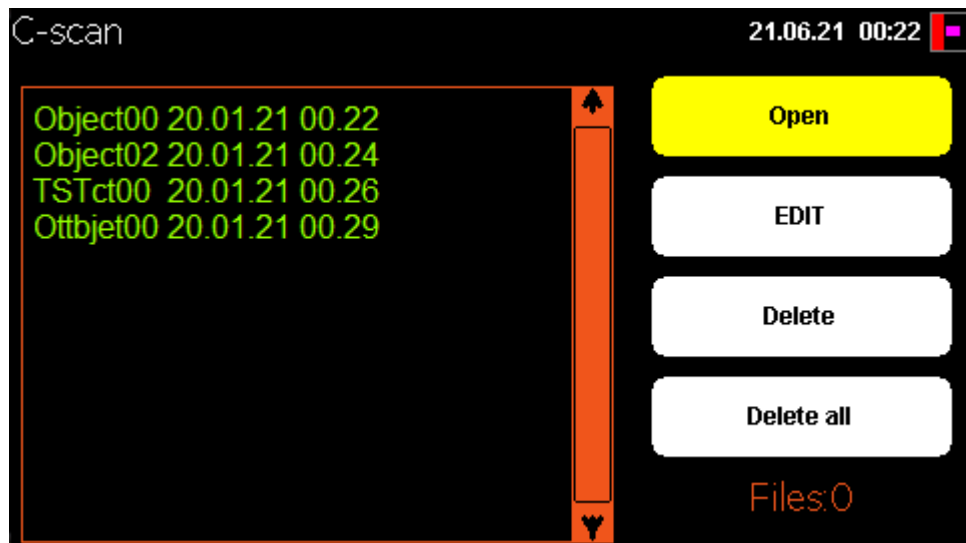 C-scan
21.06.21 00:22
Object00 20.01.21 00.22
Object02 20.01.21 00.24
TSTct00 20.01.21 00.26
Ottbjet00 20.01.21 00.29
Open
EDIT
Delete
Delete all
Files:0